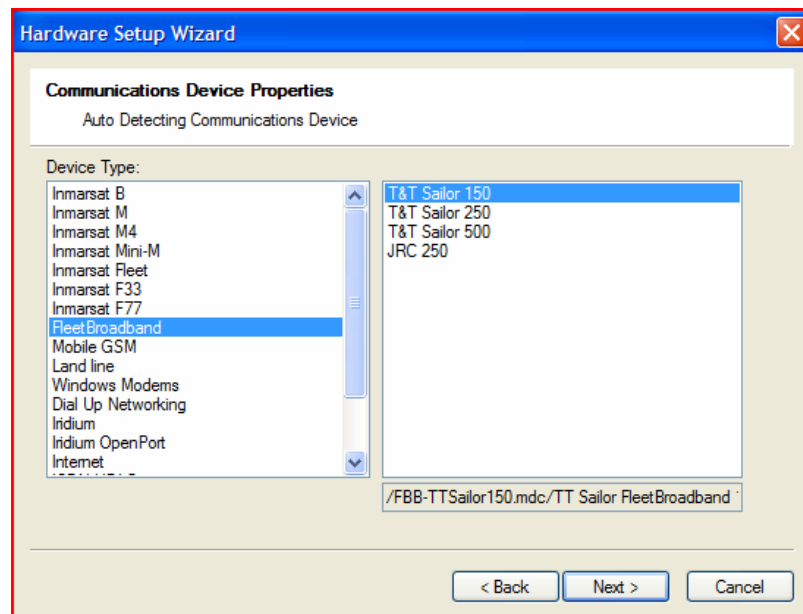 Hardware Setup Wizard
Communications Device Properties
Auto Detecting Communications Device
Device Type:
Inmarsat B
Inmarsat M
Inmarsat M4
Inmarsat Mini-M
Inmarsat Fleet
Inmarsat F33
Inmarsat F77
FleetBroadband
Mobile GSM
Land line
Windows Modems
Dial Up Networking
Iridium
Iridium OpenPort
Internet
T&T Sailor 150
T&T Sailor 250
T&T Sailor 500
JRC 250
/FBB-TTSailor150.mdc/TT Sailor FleetBroadband
< Back
Next >
Cancel